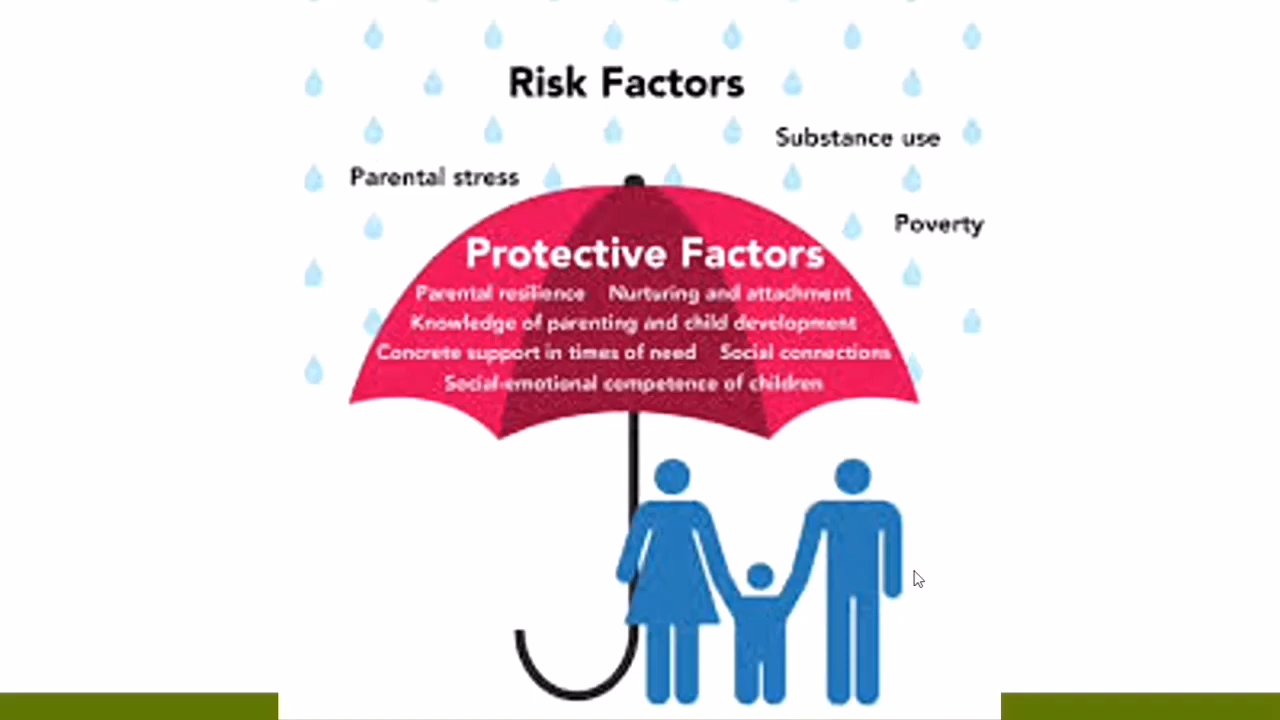 Risk Factors
Substance use
Parental stress
Poverty
Protective Factors
Parental resilience Nurturing and attachment
Knowledge of parenting and child development
Concrete support in times of need Social connections
Social-emotional competence of children